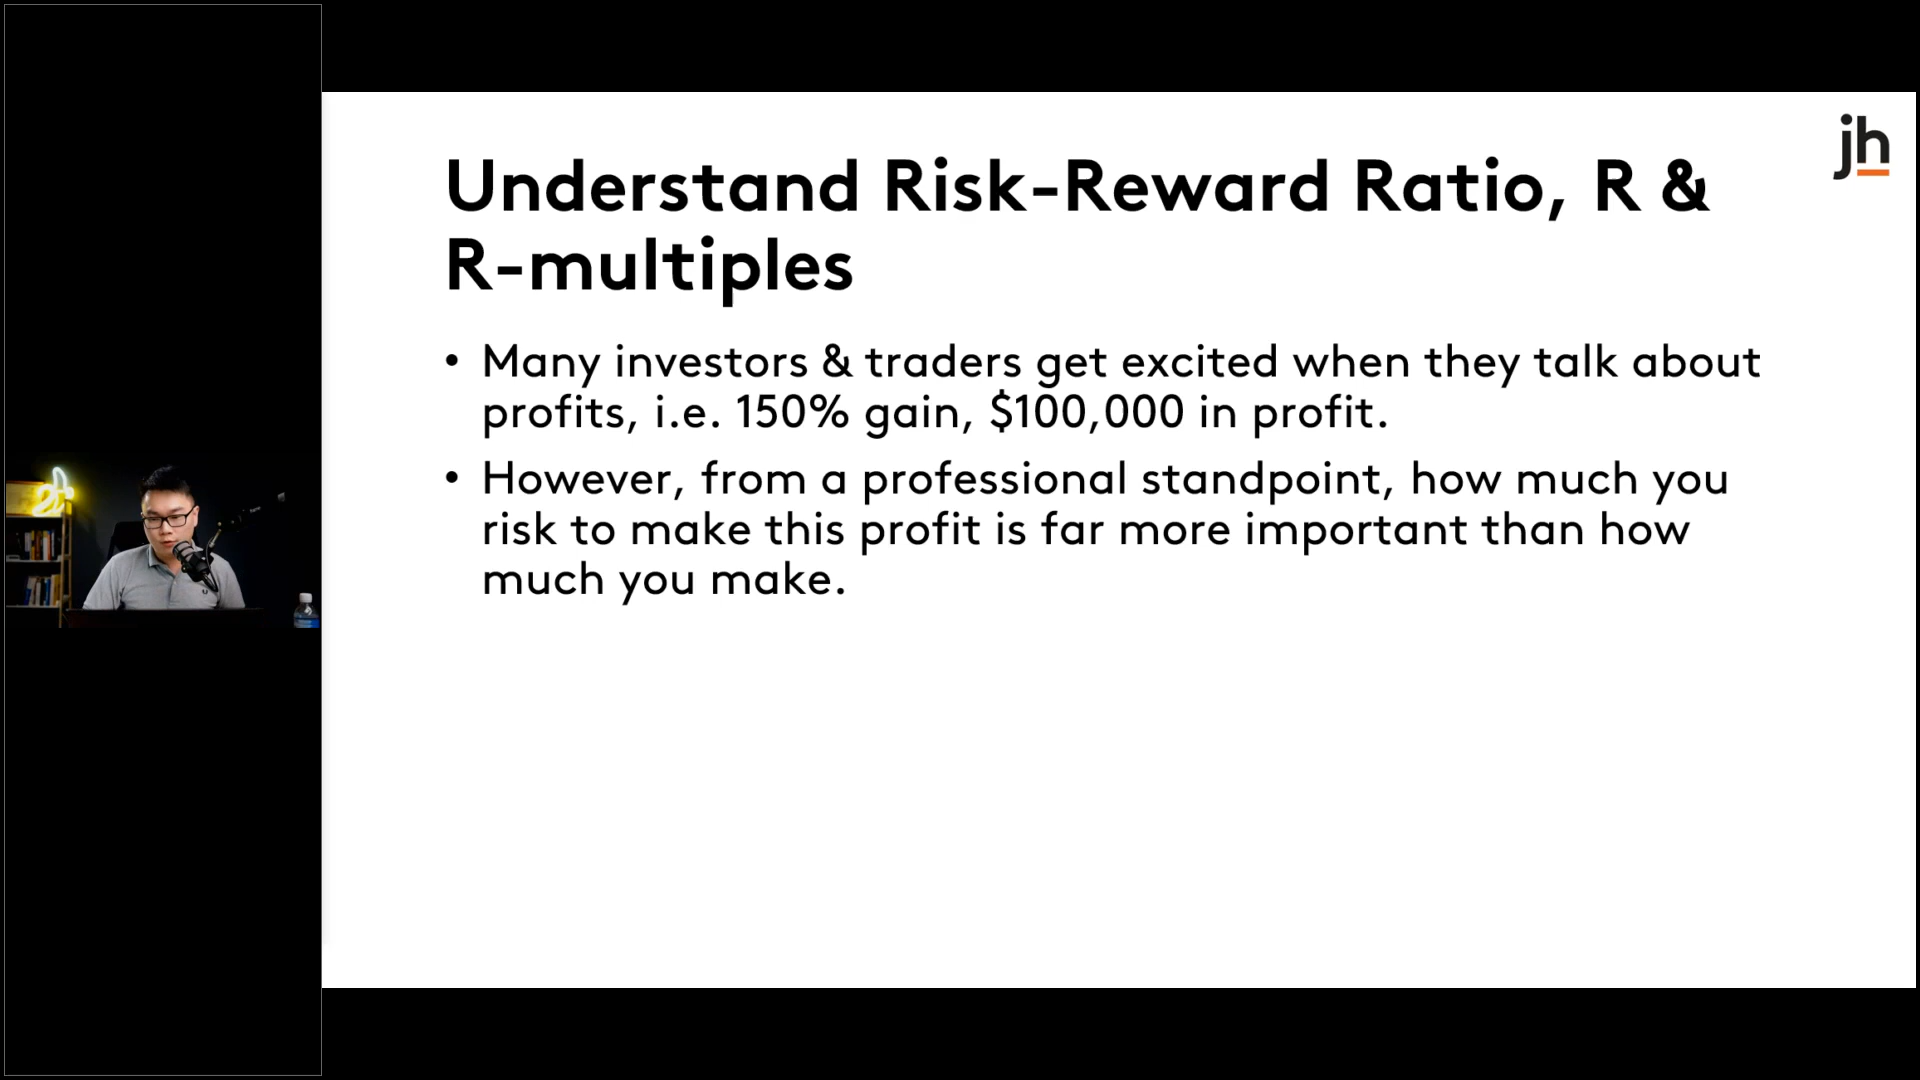 jh
Understand Risk-Reward Ratio, R &
R-multiples
• Many investors & traders get excited when they talk about
profits, i.e. 150% gain, $100,000 in profit.
• However, from a professional standpoint, how much you
risk to make this profit is far more important than how
much you make.